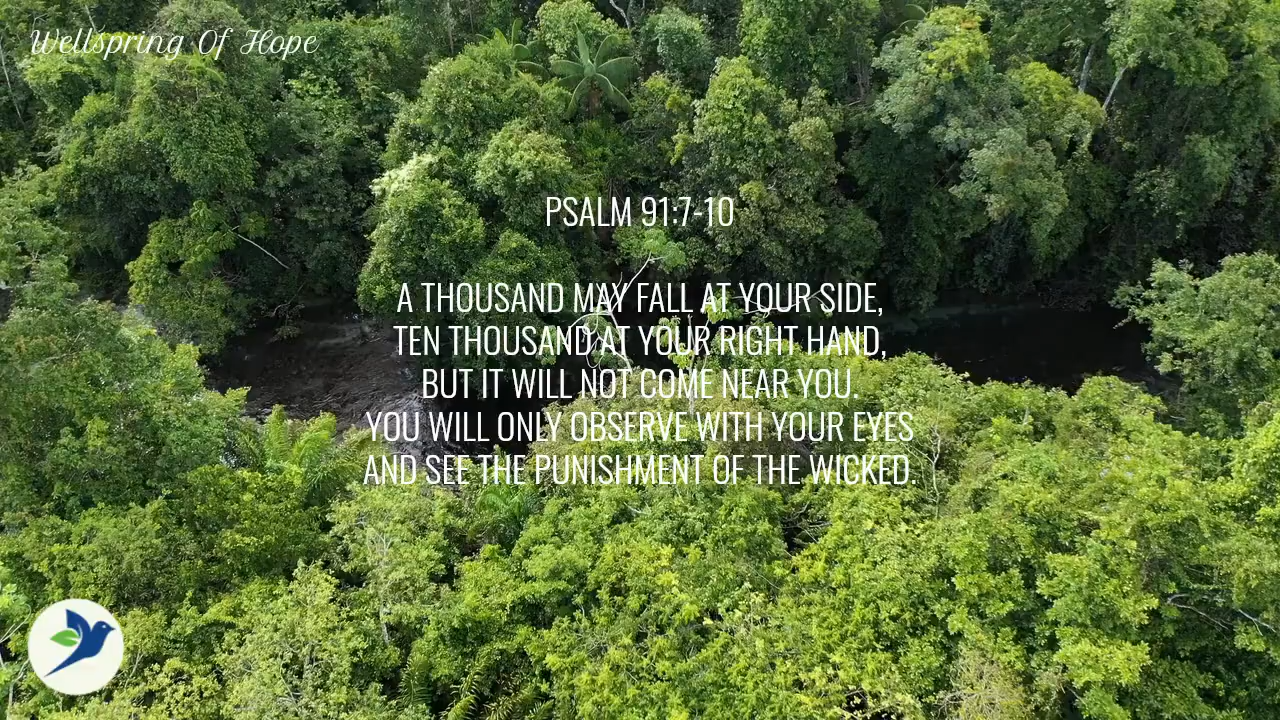 Wellspring Of Hope
PSALM 91:7-10
A THOUSAND MAY FALL AT YOUR SIDE,
TEN THOUSAND AT YOUR RIGHT HAND,
BUT IT WILL NOT COME NEAR YOU.
YOU WILL ONLY OBSERVE WITH YOUR EYES
AND SEE THE PUNISHMENT OF THE WICKED.